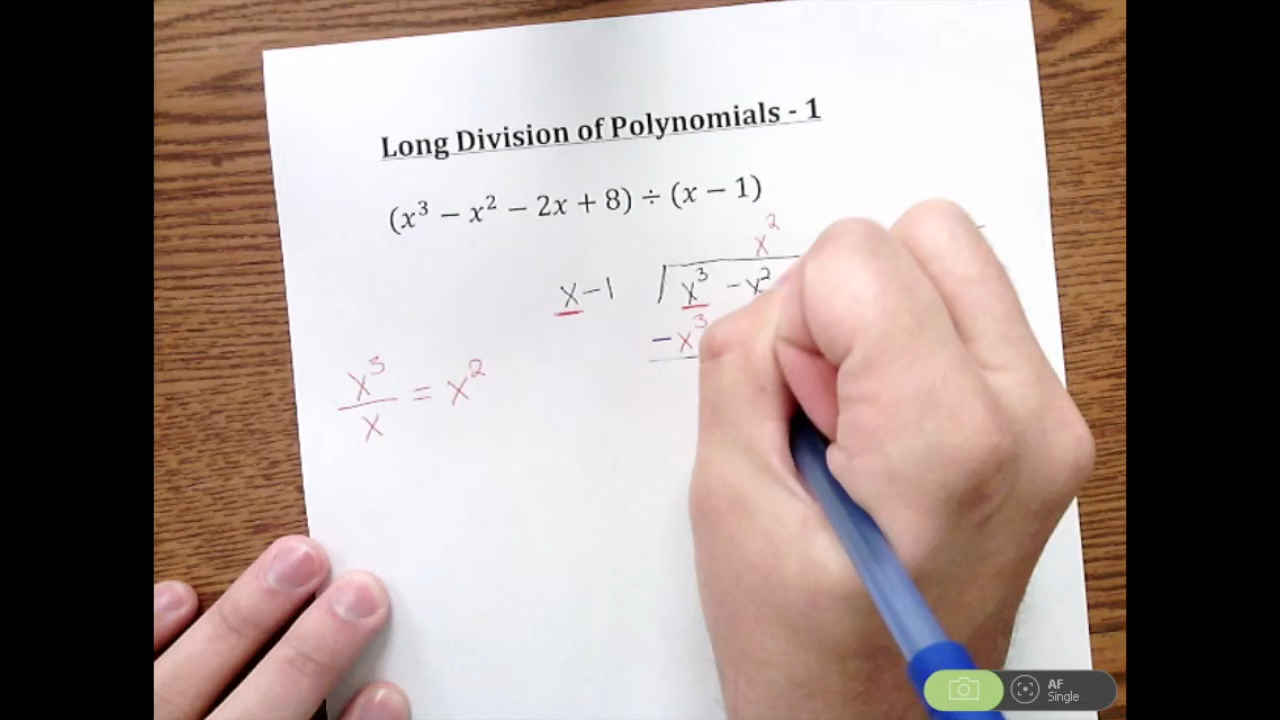 Long Division of Polynomials - 1
(x³ − x² − 2x + 8) ÷ (x − 1)
x²
x − 1 x³ − x²
− x³
x³/x = x²
AF
Single